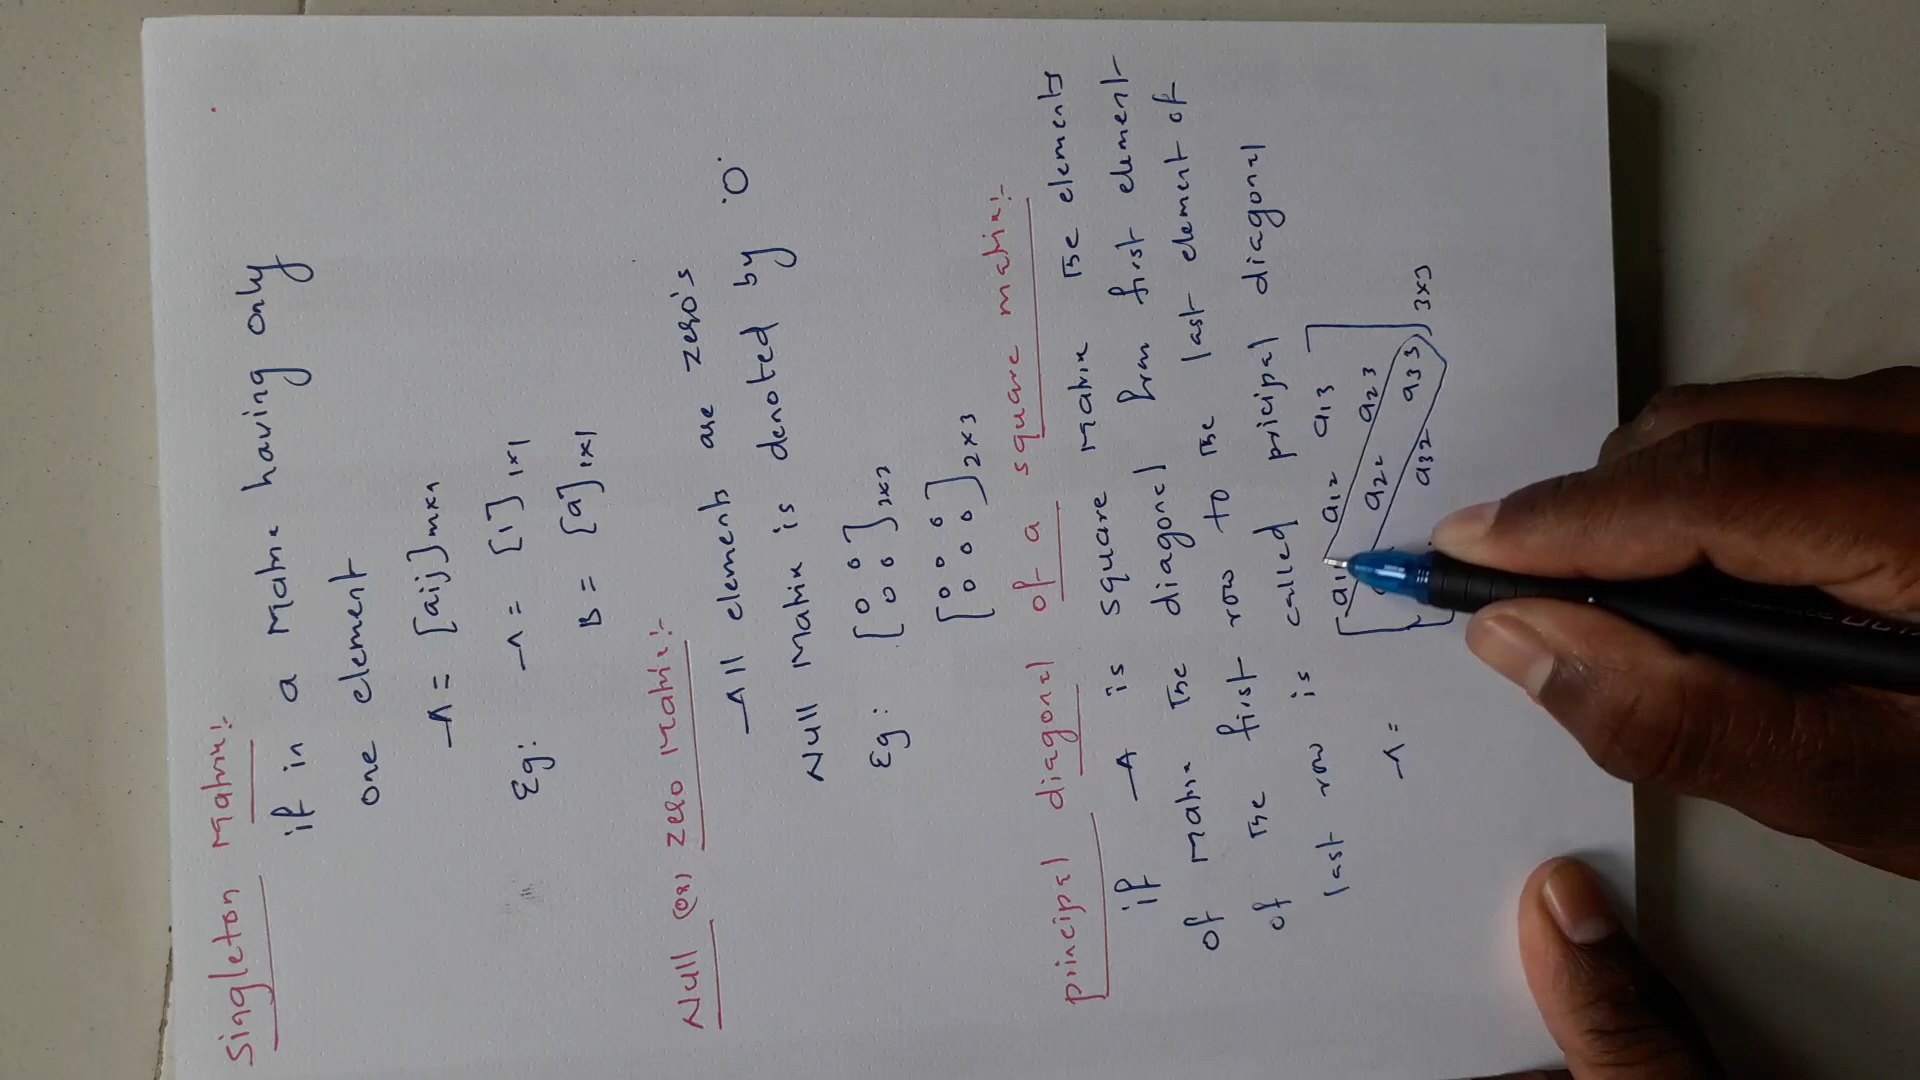 Singleton Matrix:-
if in a Matrix having only
one element
A = [aij]mxn
Eg: A = [1]1x1
B = [a]1x1
Null (or) zero Matrix:-
All elements are zero's
Null Matrix is denoted by 'O'
Eg: [0 0
0 0]2x2
[0 0 0
0 0 0]2x3
principal diagonal of a square matrix:-
if A is square Matrix The elements
of Matrix The diagonal from first element
of The first row to The last element of
last row is called pricipal diagonal
A = [a11 a12 a13
a22 a23
a32 a33]3x3